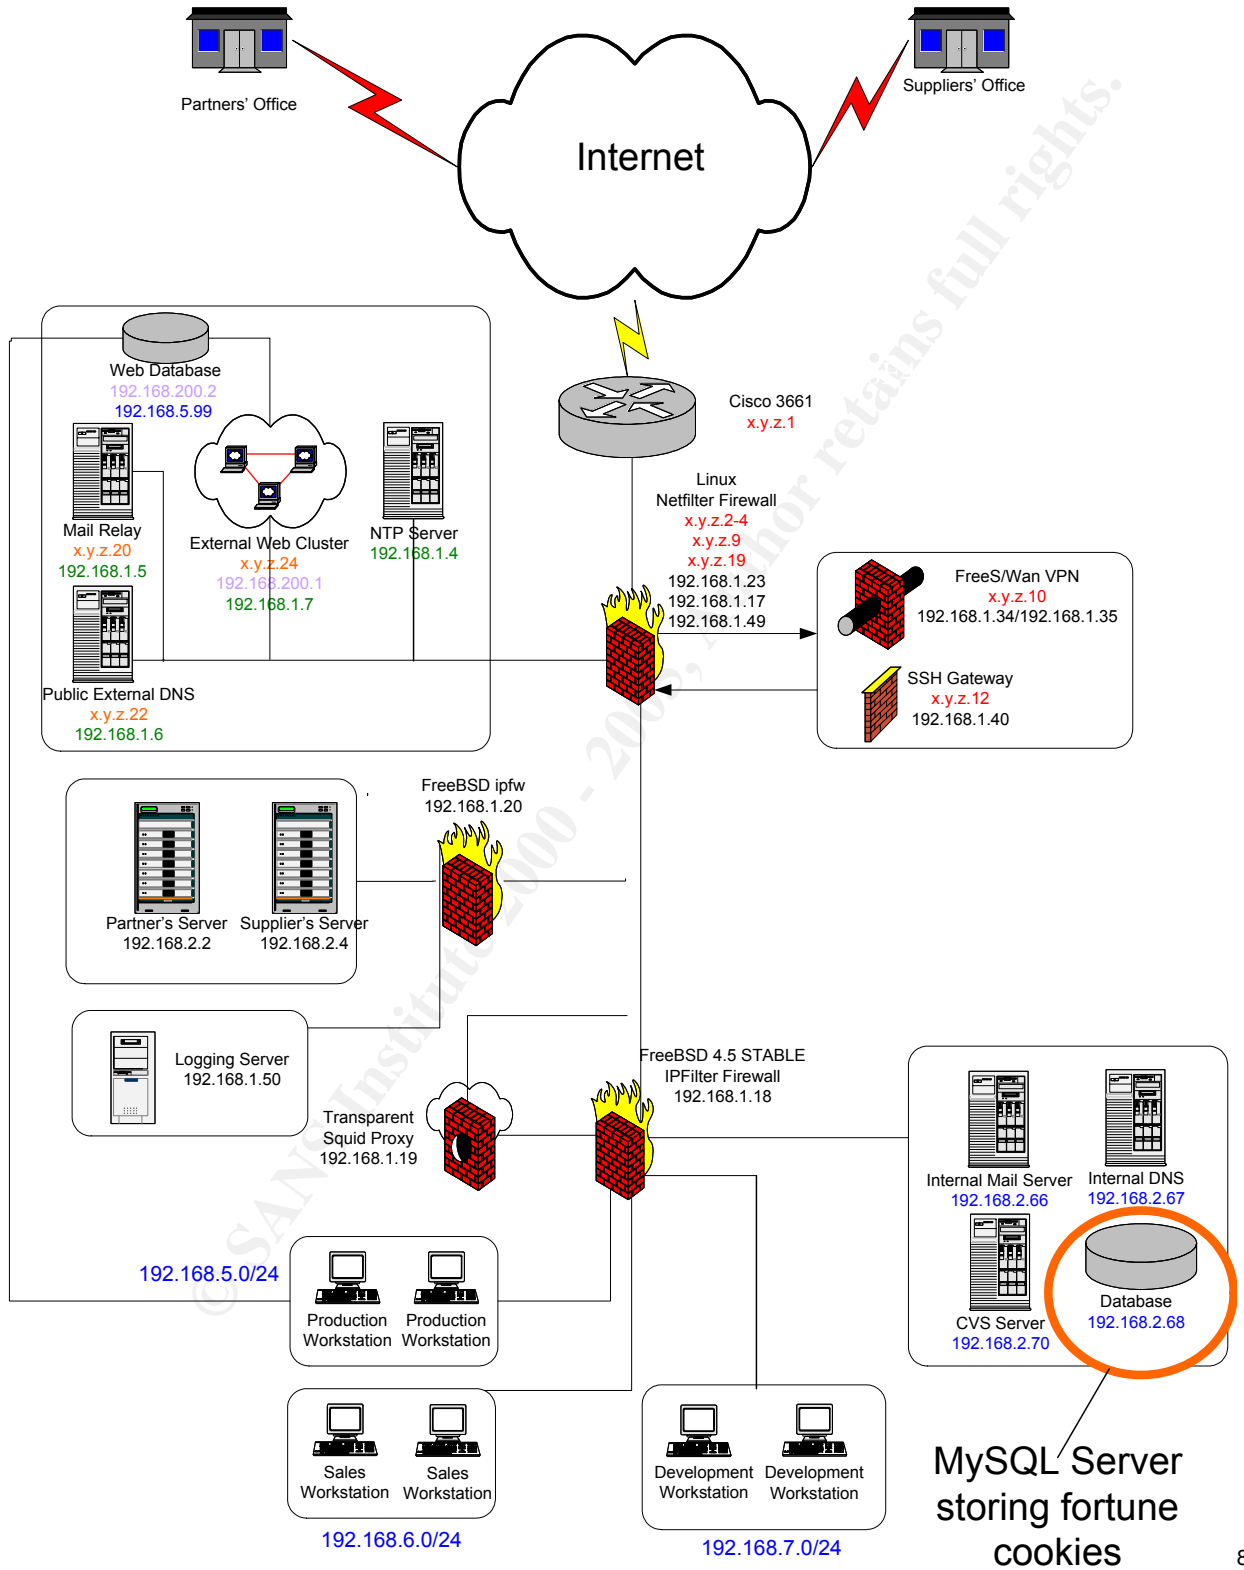 Partners' Office
Suppliers' Office
Internet
Web Database
192.168.200.2
192.168.5.99
Cisco 3661
x.y.z.1
Linux
Netfilter Firewall
x.y.z.2-4
x.y.z.9
x.y.z.19
192.168.1.23
192.168.1.17
192.168.1.49
Mail Relay
x.y.z.20
192.168.1.5
External Web Cluster
x.y.z.24
192.168.200.1
192.168.1.7
NTP Server
192.168.1.4
FreeS/Wan VPN
x.y.z.10
192.168.1.34/192.168.1.35
SSH Gateway
x.y.z.12
192.168.1.40
Public External DNS
x.y.z.22
192.168.1.6
FreeBSD ipfw
192.168.1.20
Partner's Server
192.168.2.2
Supplier's Server
192.168.2.4
Logging Server
192.168.1.50
FreeBSD 4.5 STABLE
IPFilter Firewall
192.168.1.18
Transparent
Squid Proxy
192.168.1.19
Internal Mail Server
192.168.2.66
Internal DNS
192.168.2.67
CVS Server
192.168.2.70
Database
192.168.2.68
192.168.5.0/24
Production
Workstation
Production
Workstation
Sales
Workstation
Sales
Workstation
192.168.6.0/24
Development
Workstation
Development
Workstation
192.168.7.0/24
MySQL Server
storing fortune
cookies
8
© SANS Institute 2000 - 2005, Author retains full rights.